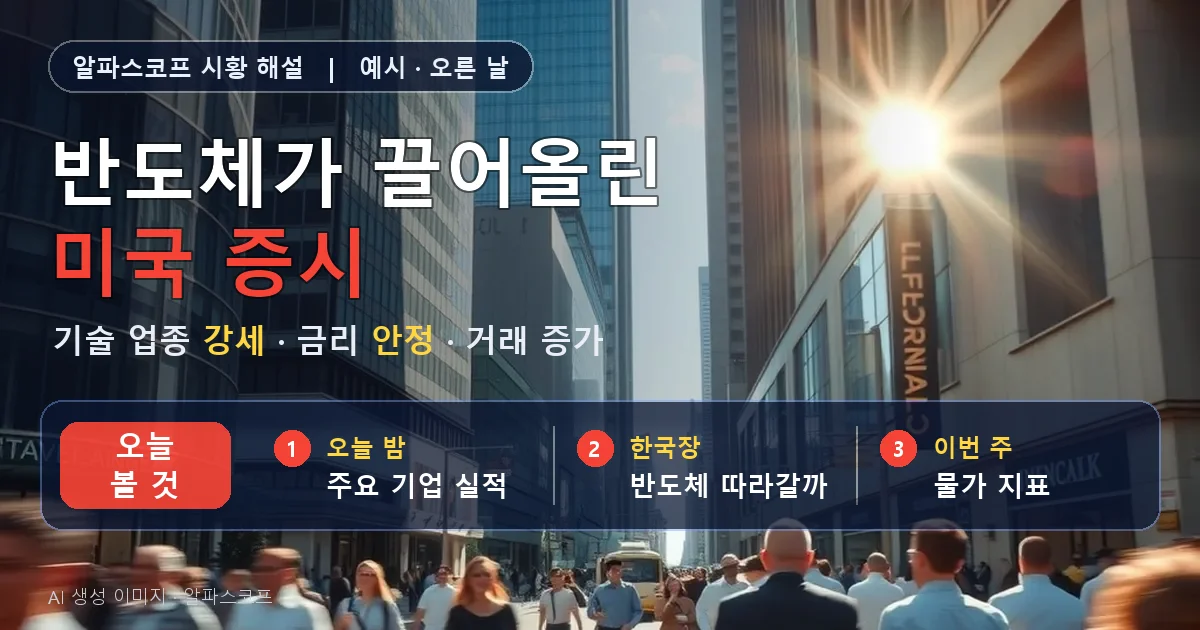 알파스코프 시황 해설 | 예시 · 오른 날
반도체가 끌어올린
미국 증시
기술 업종 강세 · 금리 안정 · 거래 증가
오늘
볼 것
1 오늘 밤
주요 기업 실적
2 한국장
반도체 따라갈까
3 이번 주
물가 지표
AI 생성 이미지 · 알파스코프